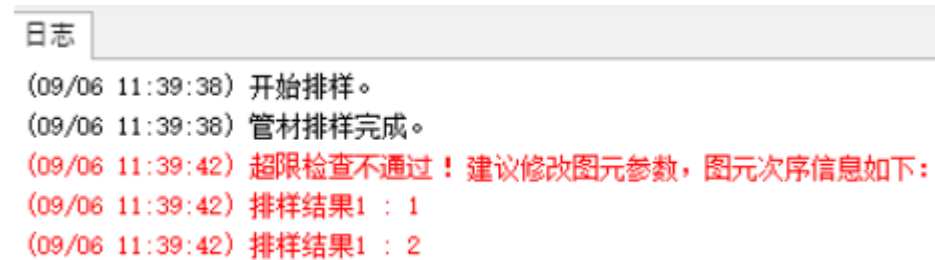 日志
(09/06 11:39:38) 开始排样。
(09/06 11:39:38) 管材排样完成。
(09/06 11:39:42) 超限检查不通过！建议修改图元参数，图元次序信息如下：
(09/06 11:39:42) 排样结果1 : 1
(09/06 11:39:42) 排样结果1 : 2